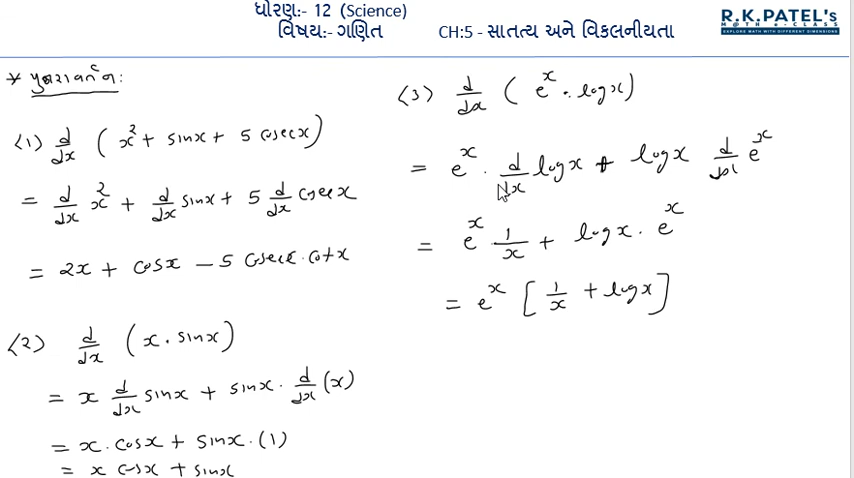 ધોરણ:- 12 (Science)
વિષય:- ગણિત
CH:5 - સાતત્ય અને વિકલનીયતા
R.K.PATEL's
M@TH e-CLASS
EXPLORE MATH WITH DIFFERENT DIMENSIONS
* પુનરાવર્તન:
(1) d/dx (x² + sinx + 5 cosecx)
= d/dx x² + d/dx sinx + 5 d/dx cosecx
= 2x + cosx - 5 cosecx · cotx
(2) d/dx (x · sinx)
= x d/dx sinx + sinx · d/dx (x)
= x · cosx + sinx · (1)
= x cosx + sinx
(3) d/dx (eˣ · logx)
= eˣ · d/dx logx + logx d/dx eˣ
= eˣ 1/x + logx · eˣ
= eˣ [1/x + logx]